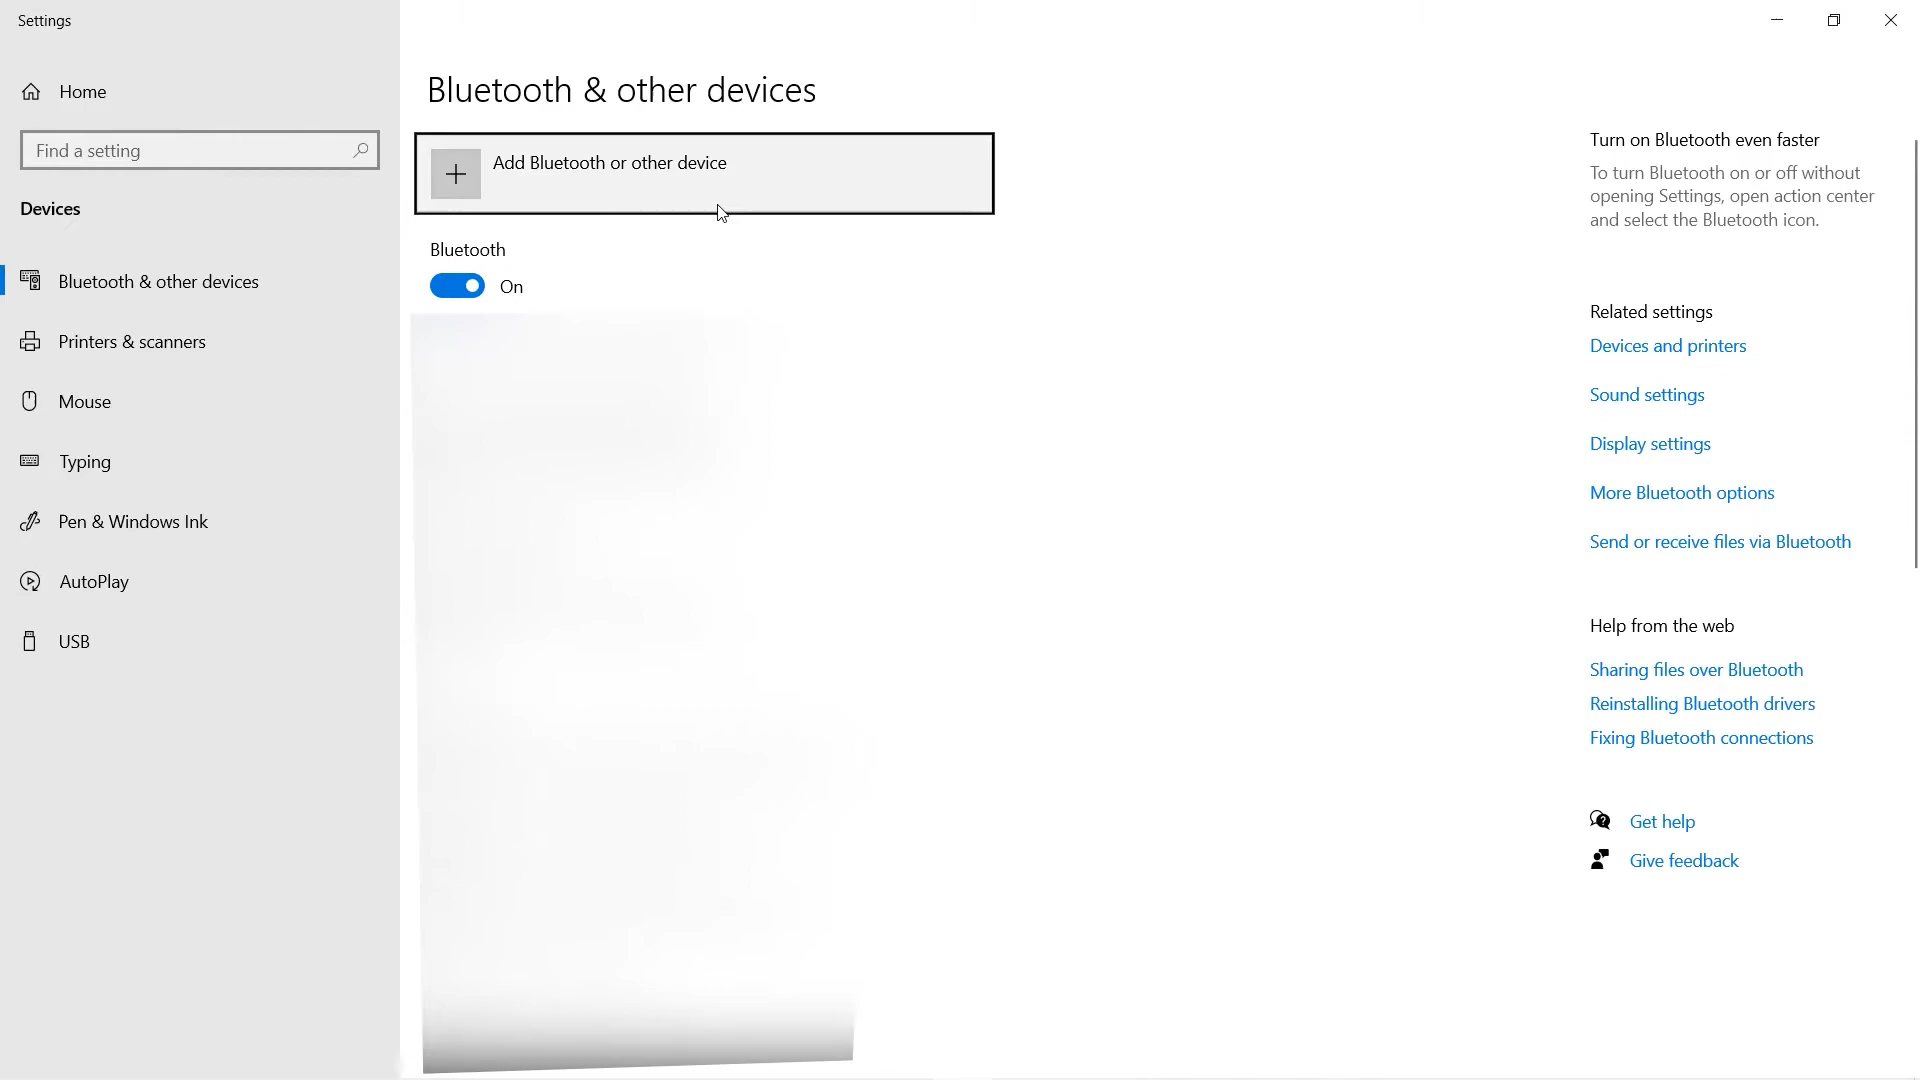 Settings
Home
Find a setting
Devices
Bluetooth & other devices
Printers & scanners
Mouse
Typing
Pen & Windows Ink
AutoPlay
USB
Bluetooth & other devices
Add Bluetooth or other device
Bluetooth
On
Turn on Bluetooth even faster
To turn Bluetooth on or off without
opening Settings, open action center
and select the Bluetooth icon.
Related settings
Devices and printers
Sound settings
Display settings
More Bluetooth options
Send or receive files via Bluetooth
Help from the web
Sharing files over Bluetooth
Reinstalling Bluetooth drivers
Fixing Bluetooth connections
Get help
Give feedback